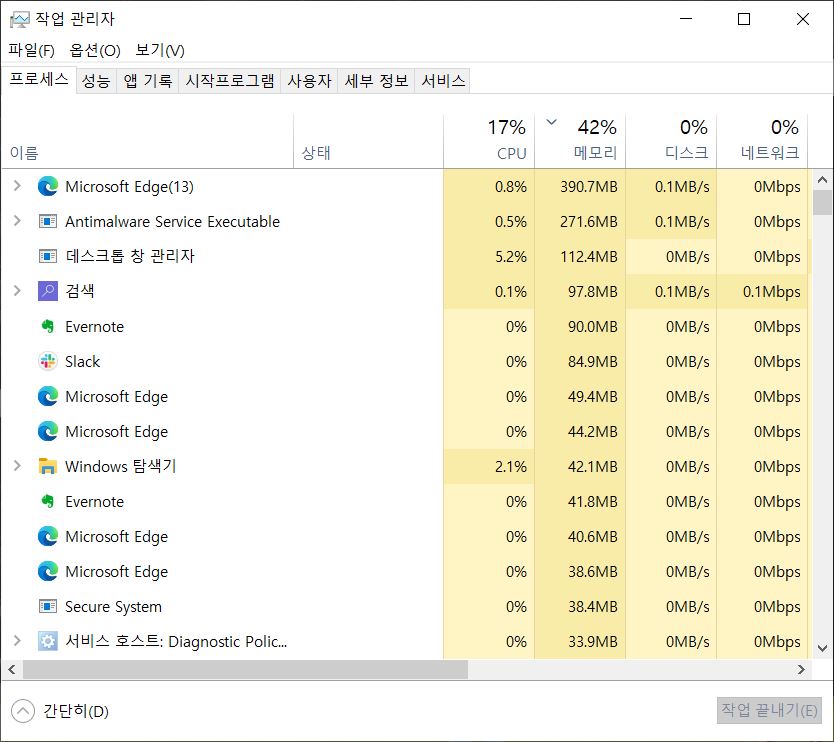 작업 관리자
파일(F) 옵션(O) 보기(V)
프로세스 성능 앱 기록 시작프로그램 사용자 세부 정보 서비스
17% 42% 0% 0%
이름 상태 CPU 메모리 디스크 네트워크
Microsoft Edge(13) 0.8% 390.7MB 0.1MB/s 0Mbps
Antimalware Service Executable 0.5% 271.6MB 0.1MB/s 0Mbps
데스크톱 창 관리자 5.2% 112.4MB 0MB/s 0Mbps
검색 0.1% 97.8MB 0.1MB/s 0.1Mbps
Evernote 0% 90.0MB 0MB/s 0Mbps
Slack 0% 84.9MB 0MB/s 0Mbps
Microsoft Edge 0% 49.4MB 0MB/s 0Mbps
Microsoft Edge 0% 44.2MB 0MB/s 0Mbps
Windows 탐색기 2.1% 42.1MB 0MB/s 0Mbps
Evernote 0% 41.8MB 0MB/s 0Mbps
Microsoft Edge 0% 40.6MB 0MB/s 0Mbps
Microsoft Edge 0% 38.6MB 0MB/s 0Mbps
Secure System 0% 38.4MB 0MB/s 0Mbps
서비스 호스트: Diagnostic Polic... 0% 33.9MB 0MB/s 0Mbps
간단히(D) 작업 끝내기(E)